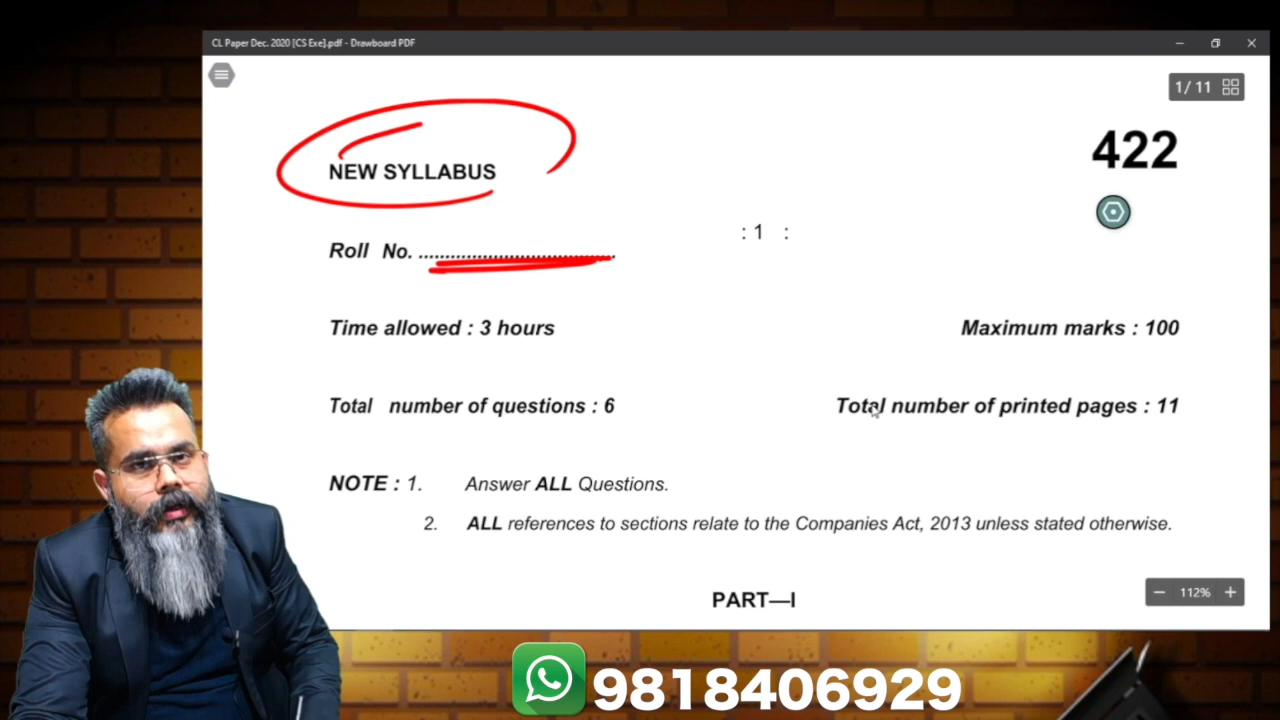 CL Paper Dec. 2020 [CS Exe].pdf - Drawboard PDF
1 / 11
422
NEW SYLLABUS
: 1 :
Roll No. ......................................
Time allowed : 3 hours
Maximum marks : 100
Total number of questions : 6
Total number of printed pages : 11
NOTE : 1. Answer ALL Questions.
2. ALL references to sections relate to the Companies Act, 2013 unless stated otherwise.
PART—I
112%
9818406929